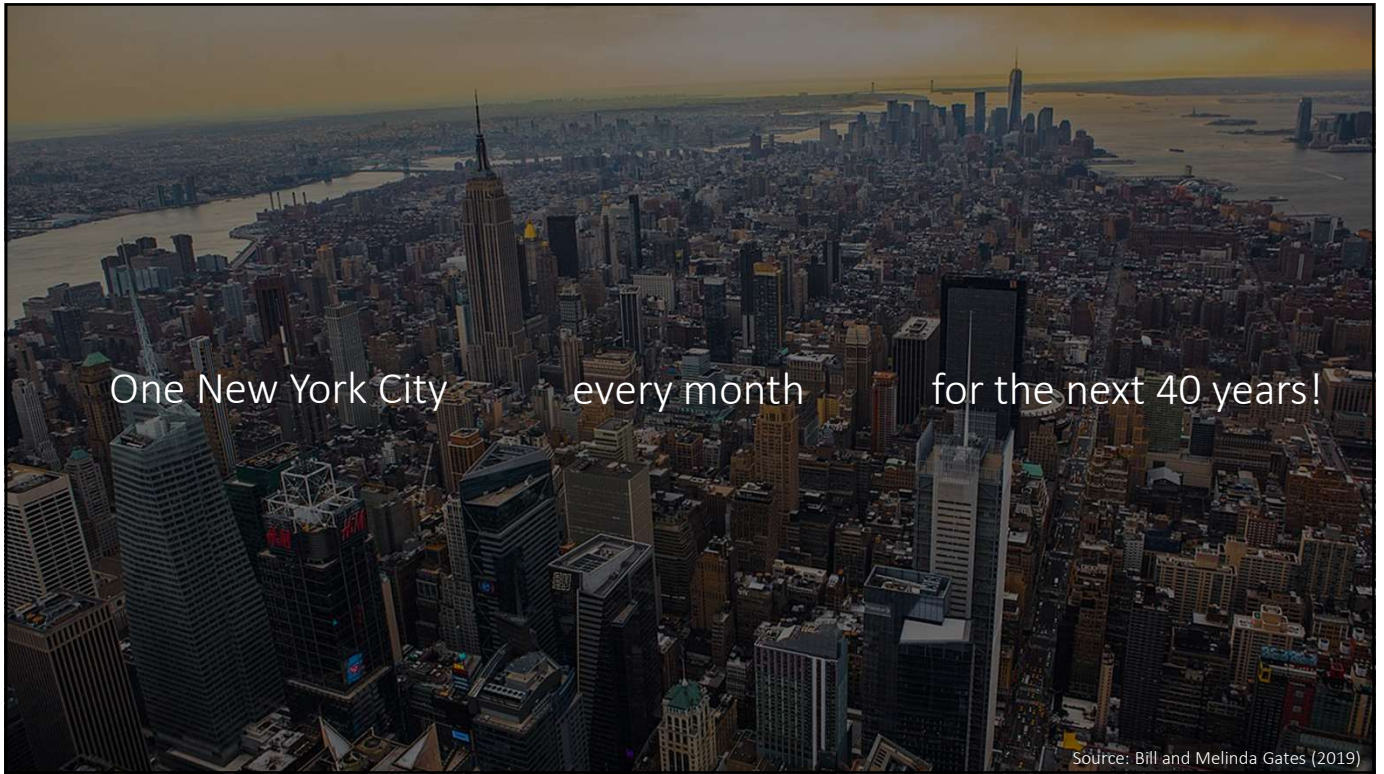 One New York City every month for the next 40 years!
H&M
H&M
Source: Bill and Melinda Gates (2019)